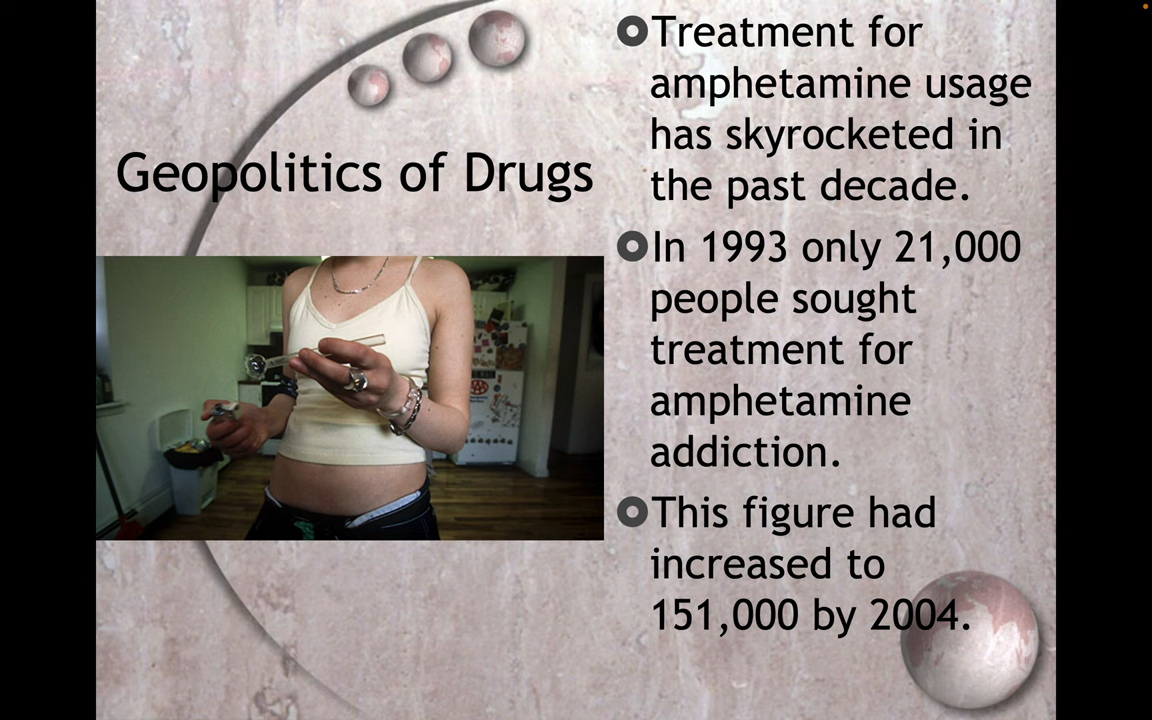 Geopolitics of Drugs
Treatment for
amphetamine usage
has skyrocketed in
the past decade.
In 1993 only 21,000
people sought
treatment for
amphetamine
addiction.
This figure had
increased to
151,000 by 2004.
AAA